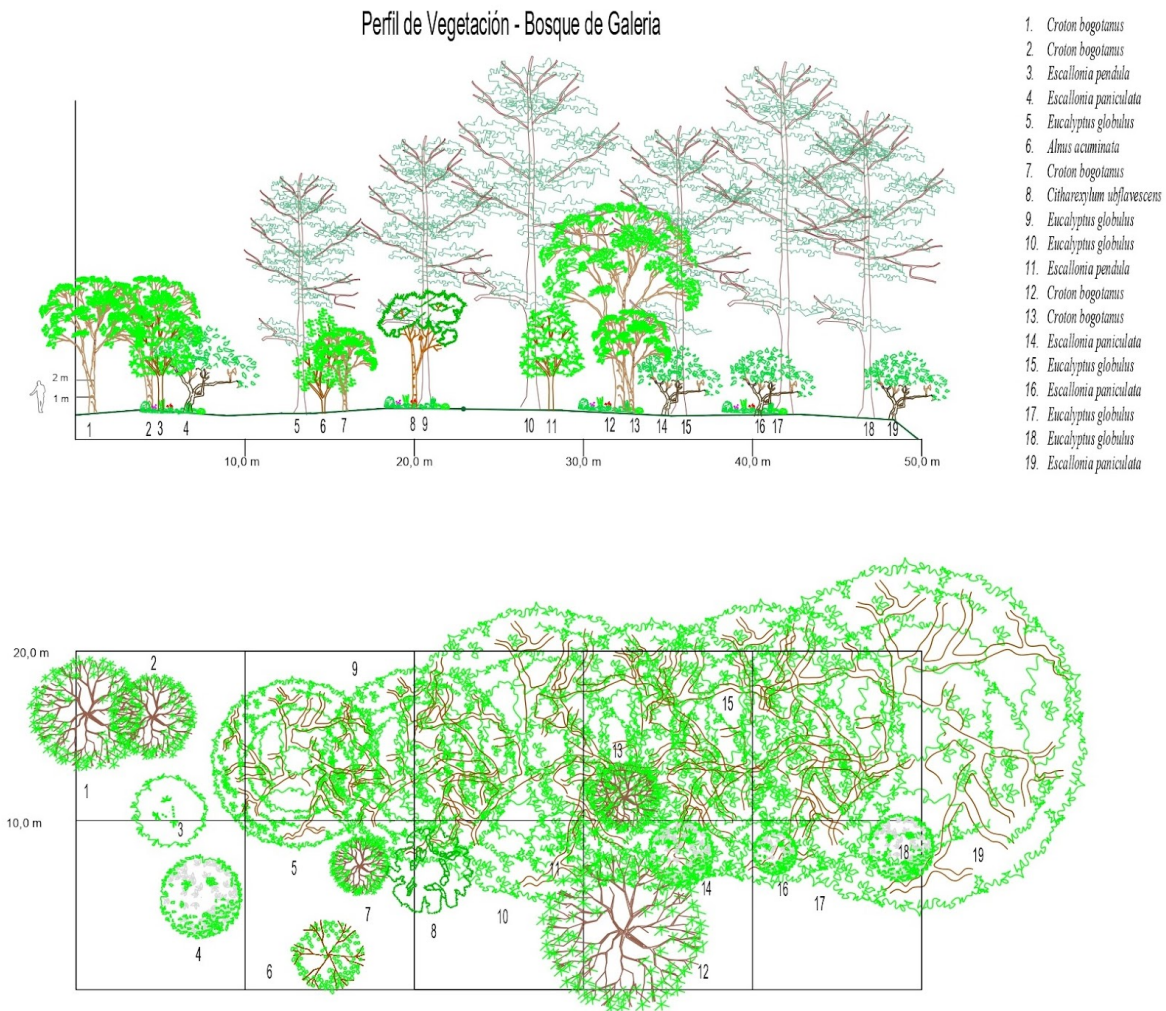 Perfil de Vegetación - Bosque de Galeria
1. Croton bogotanus
2. Croton bogotanus
3. Escallonia pendula
4. Escallonia paniculata
5. Eucalyptus globulus
6. Alnus acuminata
7. Croton bogotanus
8. Citharexylum ubflavescens
9. Eucalyptus globulus
10. Eucalyptus globulus
11. Escallonia pendula
12. Croton bogotanus
13. Croton bogotanus
14. Escallonia paniculata
15. Eucalyptus globulus
16. Escallonia paniculata
17. Eucalyptus globulus
18. Eucalyptus globulus
19. Escallonia paniculata
2 m
1 m
1 2 3 4 5 6 7 8 9 10 11 12 13 14 15 16 17 18 19
10,0 m 20,0 m 30,0 m 40,0 m 50,0 m
20,0 m
2 9
15
13
1
10,0 m
3
5 11 14 18 19
7 16
10 17
8
4
6 12